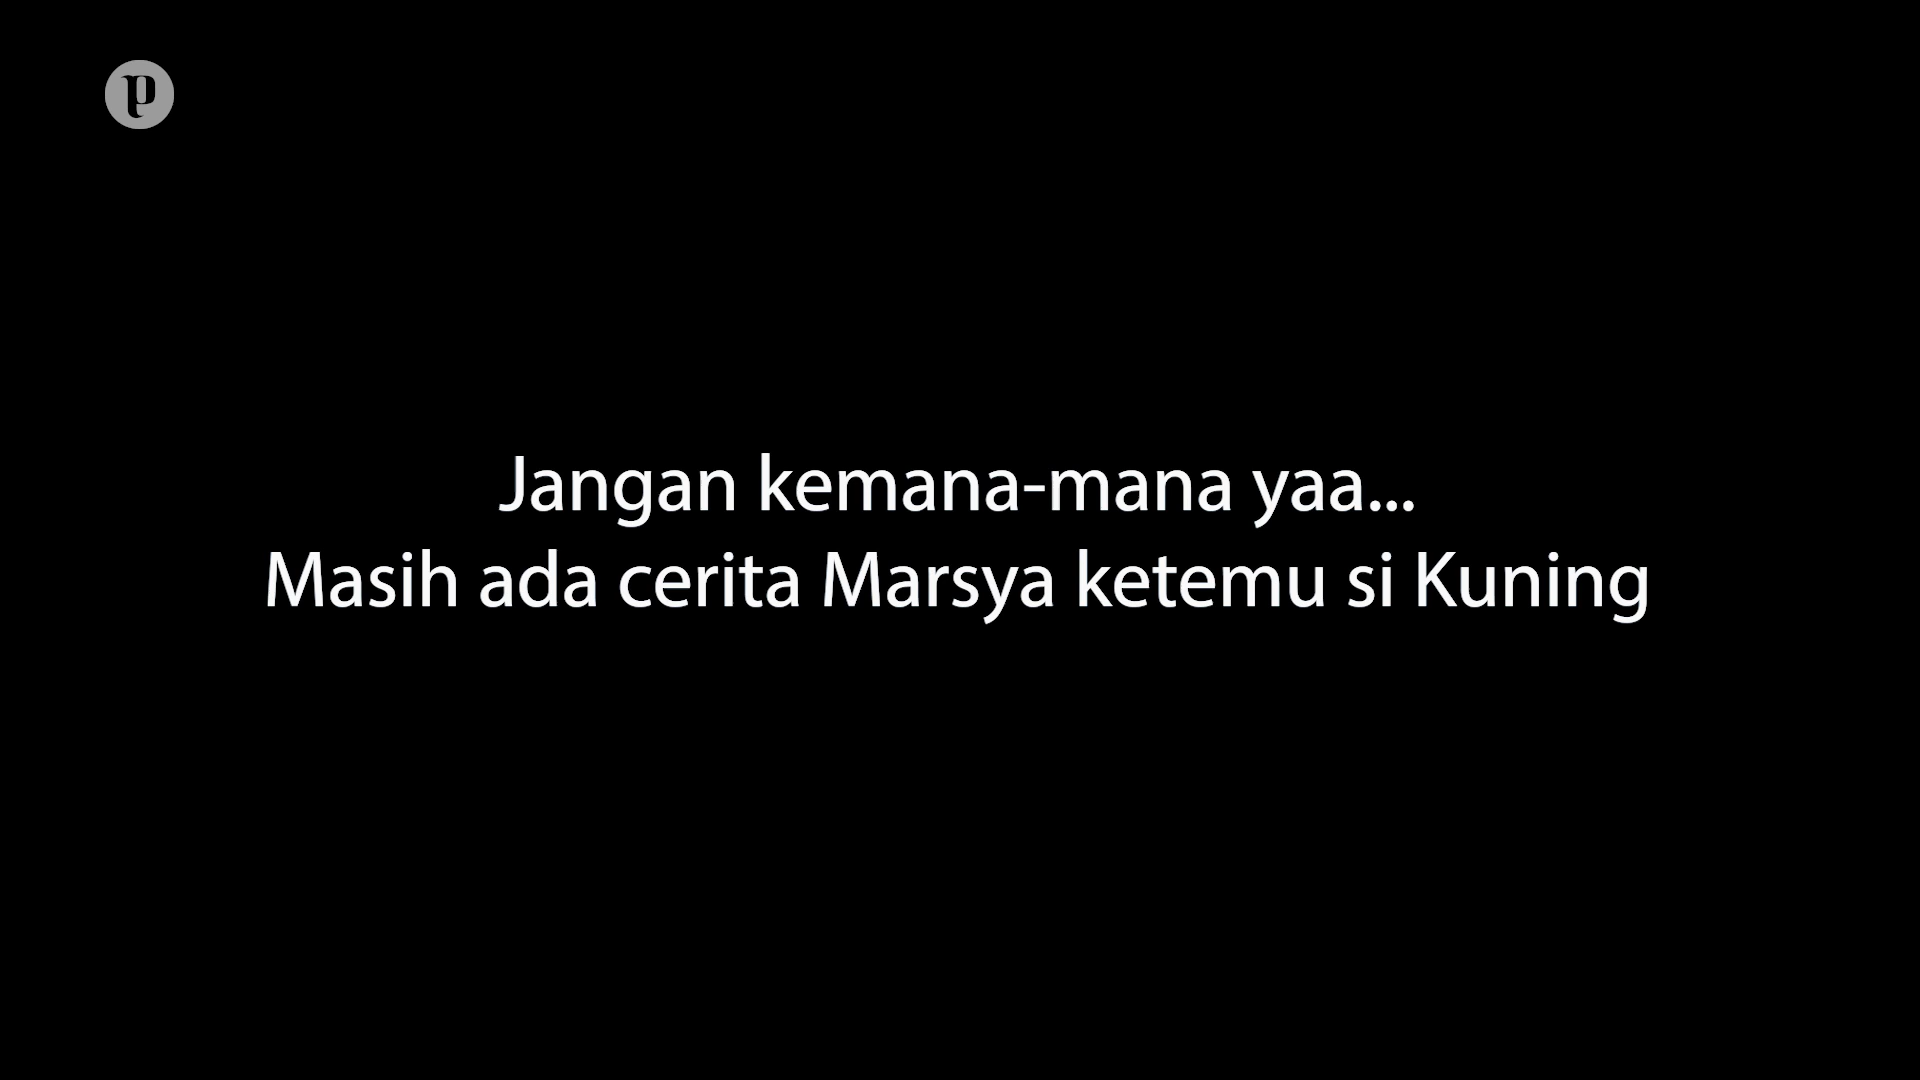 p
Jangan kemana-mana yaa...
Masih ada cerita Marsya ketemu si Kuning